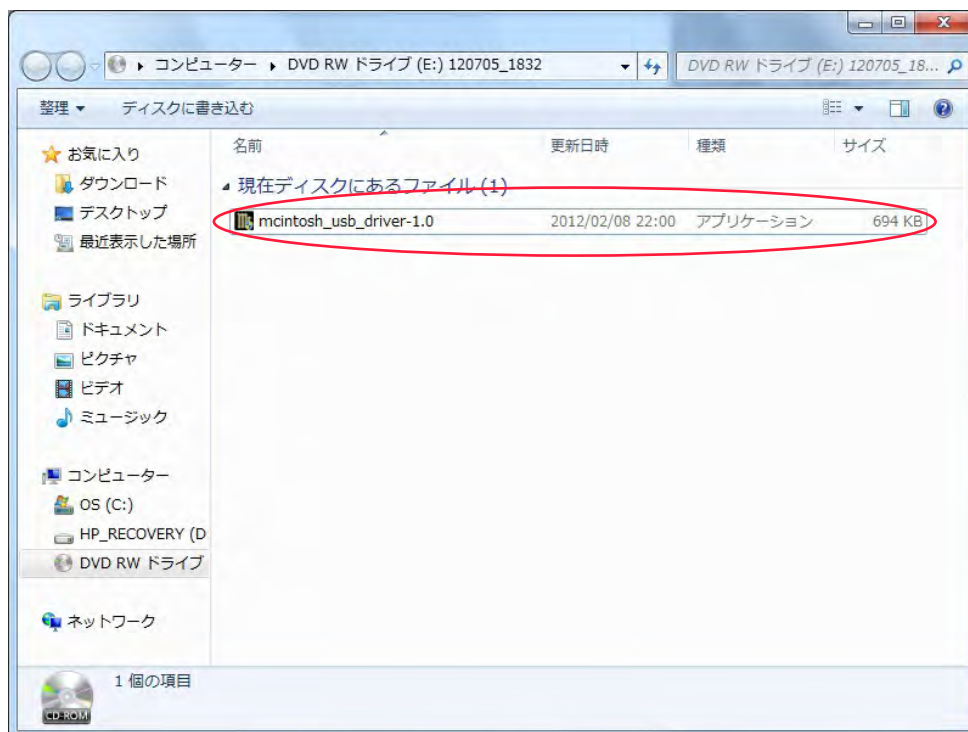 コンピューター ▸ DVD RW ドライブ (E:) 120705_1832
DVD RW ドライブ (E:) 120705_18...
整理 ディスクに書き込む
名前 更新日時 種類 サイズ
お気に入り
ダウンロード
デスクトップ
最近表示した場所
ライブラリ
ドキュメント
ピクチャ
ビデオ
ミュージック
コンピューター
OS (C:)
HP_RECOVERY (D
DVD RW ドライブ
ネットワーク
現在ディスクにあるファイル (1)
mcintosh_usb_driver-1.0 2012/02/08 22:00 アプリケーション 694 KB
1 個の項目
CD-ROM